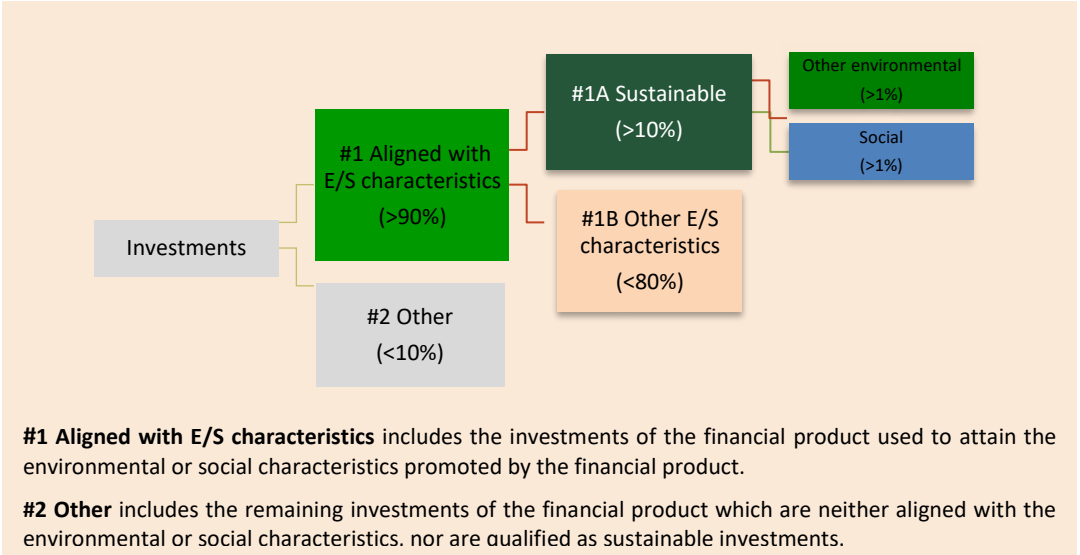 Investments
#1 Aligned with
E/S characteristics
(>90%)
#2 Other
(<10%)
#1A Sustainable
(>10%)
#1B Other E/S
characteristics
(<80%)
Other environmental
(>1%)
Social
(>1%)
#1 Aligned with E/S characteristics includes the investments of the financial product used to attain the
environmental or social characteristics promoted by the financial product.
#2 Other includes the remaining investments of the financial product which are neither aligned with the
environmental or social characteristics, nor are qualified as sustainable investments.